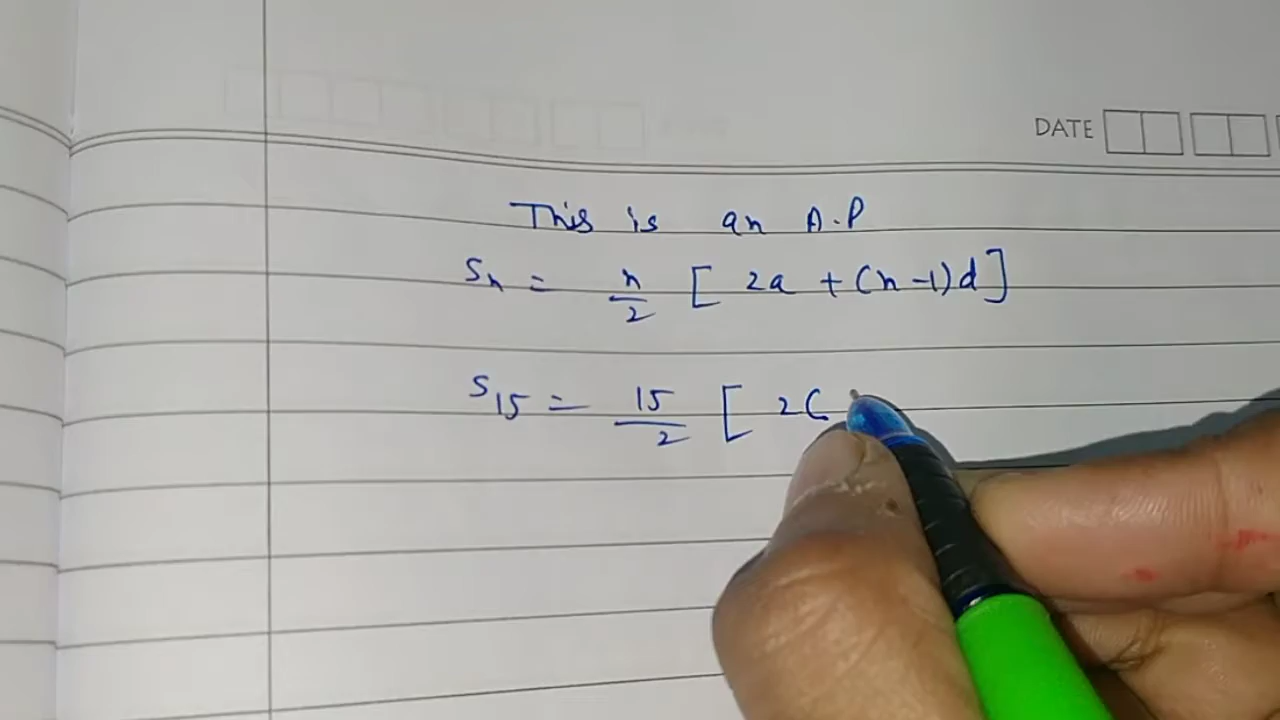 DATE
This is an A.P
Sn = n/2 [ 2a + (n-1)d ]
S15 = 15/2 [ 2(